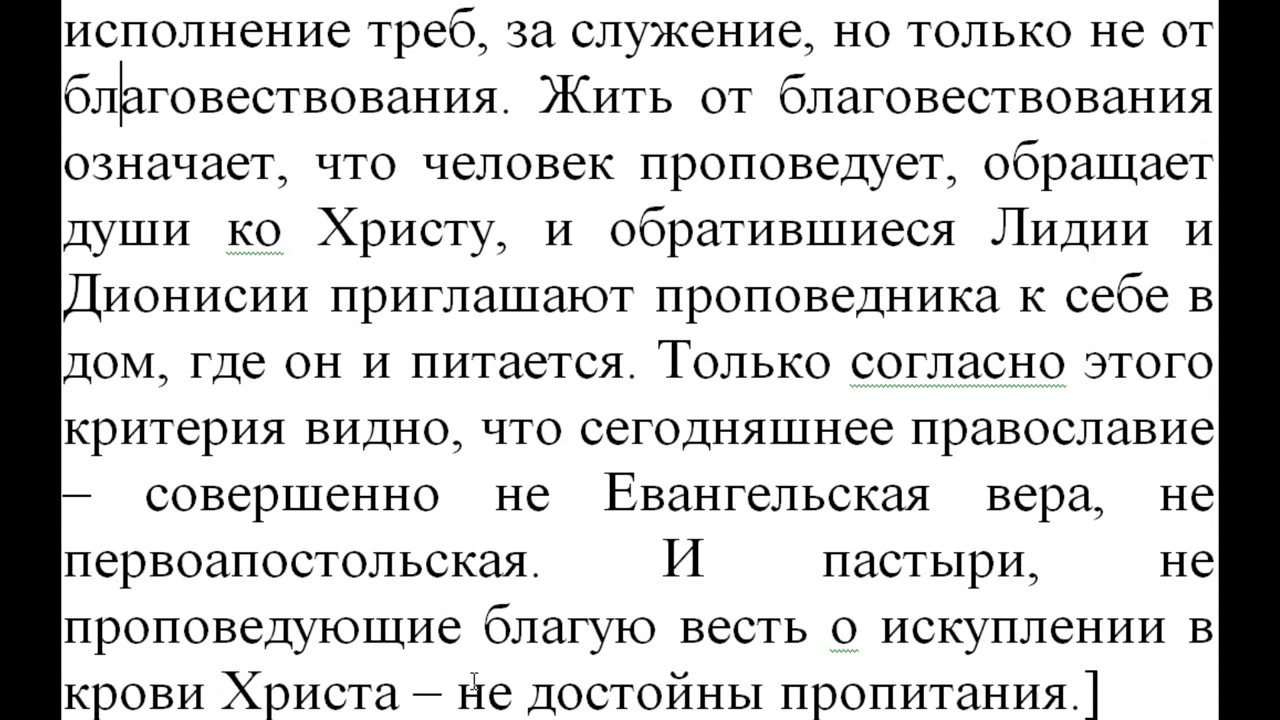 исполнение треб, за служение, но только не от
благовествования. Жить от благовествования
означает, что человек проповедует, обращает
души ко Христу, и обратившиеся Лидии и
Дионисии приглашают проповедника к себе в
дом, где он и питается. Только согласно этого
критерия видно, что сегодняшнее православие
– совершенно не Евангельская вера, не
первоапостольская. И пастыри, не
проповедующие благую весть о искуплении в
крови Христа – не достойны пропитания.]